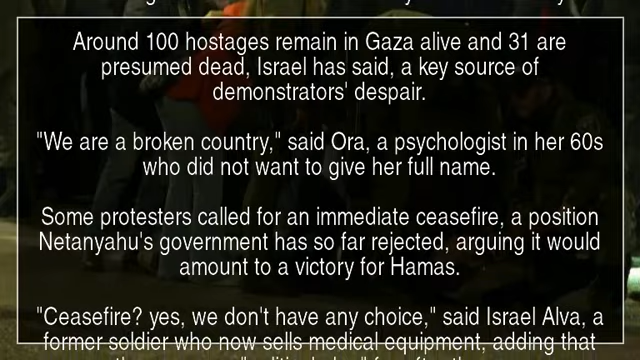 Around 100 hostages remain in Gaza alive and 31 are
presumed dead, Israel has said, a key source of
demonstrators' despair.
"We are a broken country," said Ora, a psychologist in her 60s
who did not want to give her full name.
Some protesters called for an immediate ceasefire, a position
Netanyahu's government has so far rejected, arguing it would
amount to a victory for Hamas.
"Ceasefire? yes, we don't have any choice," said Israel Alva, a
former soldier who now sells medical equipment, adding that